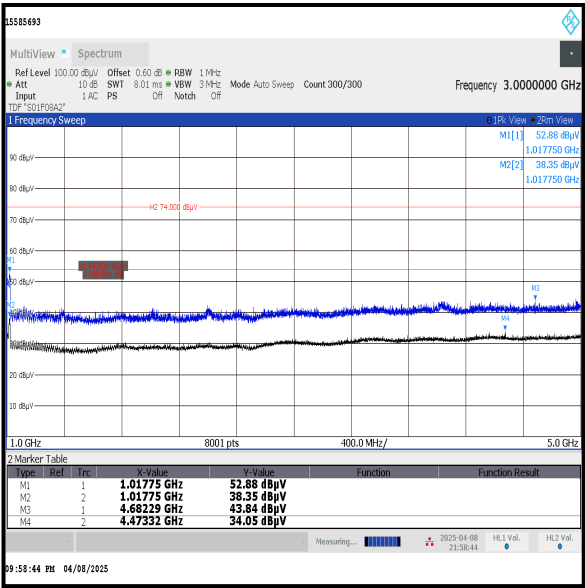 15585693
MultiView Spectrum
Ref Level 100.00 dBµV Offset 0.60 dB RBW 1 MHz
Att 10 dB SWT 8.01 ms VBW 3 MHz Mode Auto Sweep Count 300/300 Frequency 3.0000000 GHz
Input 1 AC PS Off Notch Off
TDF "S01F08A2"
1 Frequency Sweep 1Pk View 2Rm View
M1[1] 52.88 dBµV
1.017750 GHz
M2[2] 38.35 dBµV
1.017750 GHz
90 dBµV
80 dBµV
H2 74.000 dBµV
70 dBµV
60 dBµV
M1
50 dBµV
M3
M2
M4
20 dBµV
10 dBµV
1.0 GHz 8001 pts 400.0 MHz/ 5.0 GHz
2 Marker Table
Type Ref Trc X-Value Y-Value Function Function Result
M1 1 1.01775 GHz 52.88 dBµV
M2 2 1.01775 GHz 38.35 dBµV
M3 1 4.68229 GHz 43.84 dBµV
M4 2 4.47332 GHz 34.05 dBµV
Measuring... 2025-04-08 HL1 Val. HL2 Val.
21:58:44 0 0
09:58:44 PM 04/08/2025